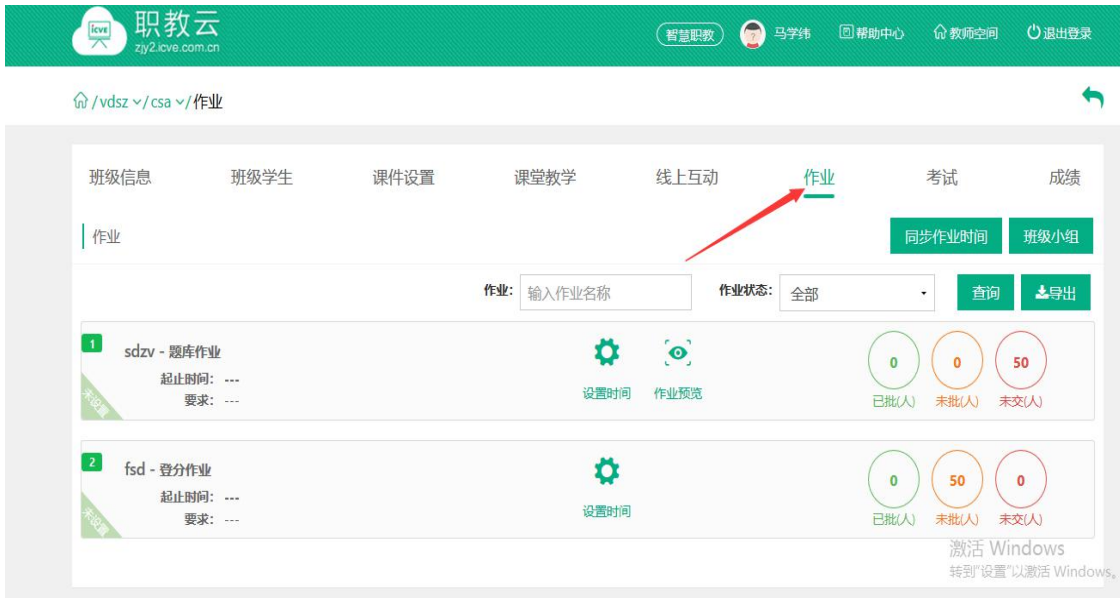 icve 职教云
zjy2.icve.com.cn
智慧职教 马学纬 帮助中心 教师空间 退出登录
/ vdsz / csa / 作业
班级信息 班级学生 课件设置 课堂教学 线上互动 作业 考试 成绩
作业 同步作业时间 班级小组
作业: 输入作业名称 作业状态: 全部 查询 导出
1 sdzv - 题库作业
起止时间: ---
要求: ---
未设置
设置时间 作业预览
0 0 50
已批(人) 未批(人) 未交(人)
2 fsd - 登分作业
起止时间: ---
要求: ---
未设置
设置时间
0 50 0
已批(人) 未批(人) 未交(人)
激活 Windows
转到"设置"以激活 Windows。